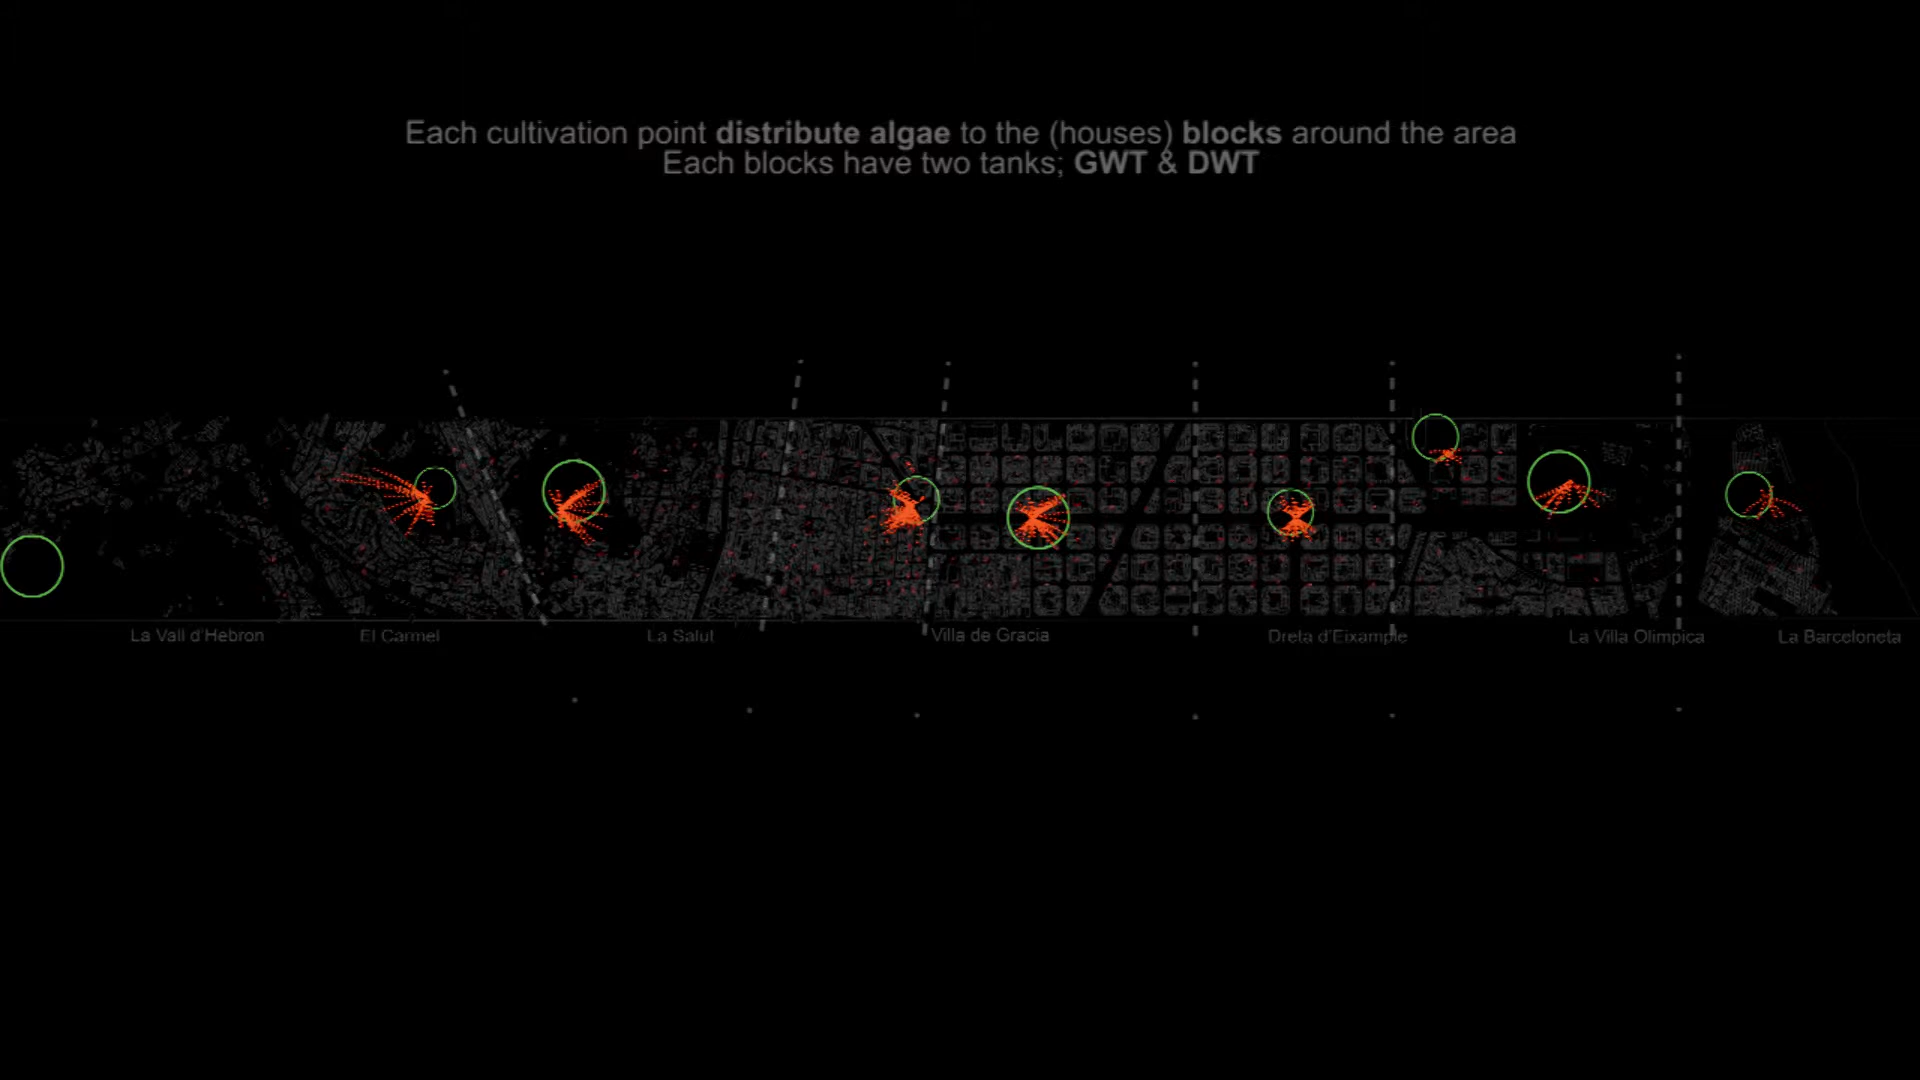 Each cultivation point distribute algae to the (houses) blocks around the area
Each blocks have two tanks; GWT & DWT
La Vall d'Hebron
El Carmel
La Salut
Villa de Gracia
Dreta d'Eixample
La Villa Olimpica
La Barceloneta